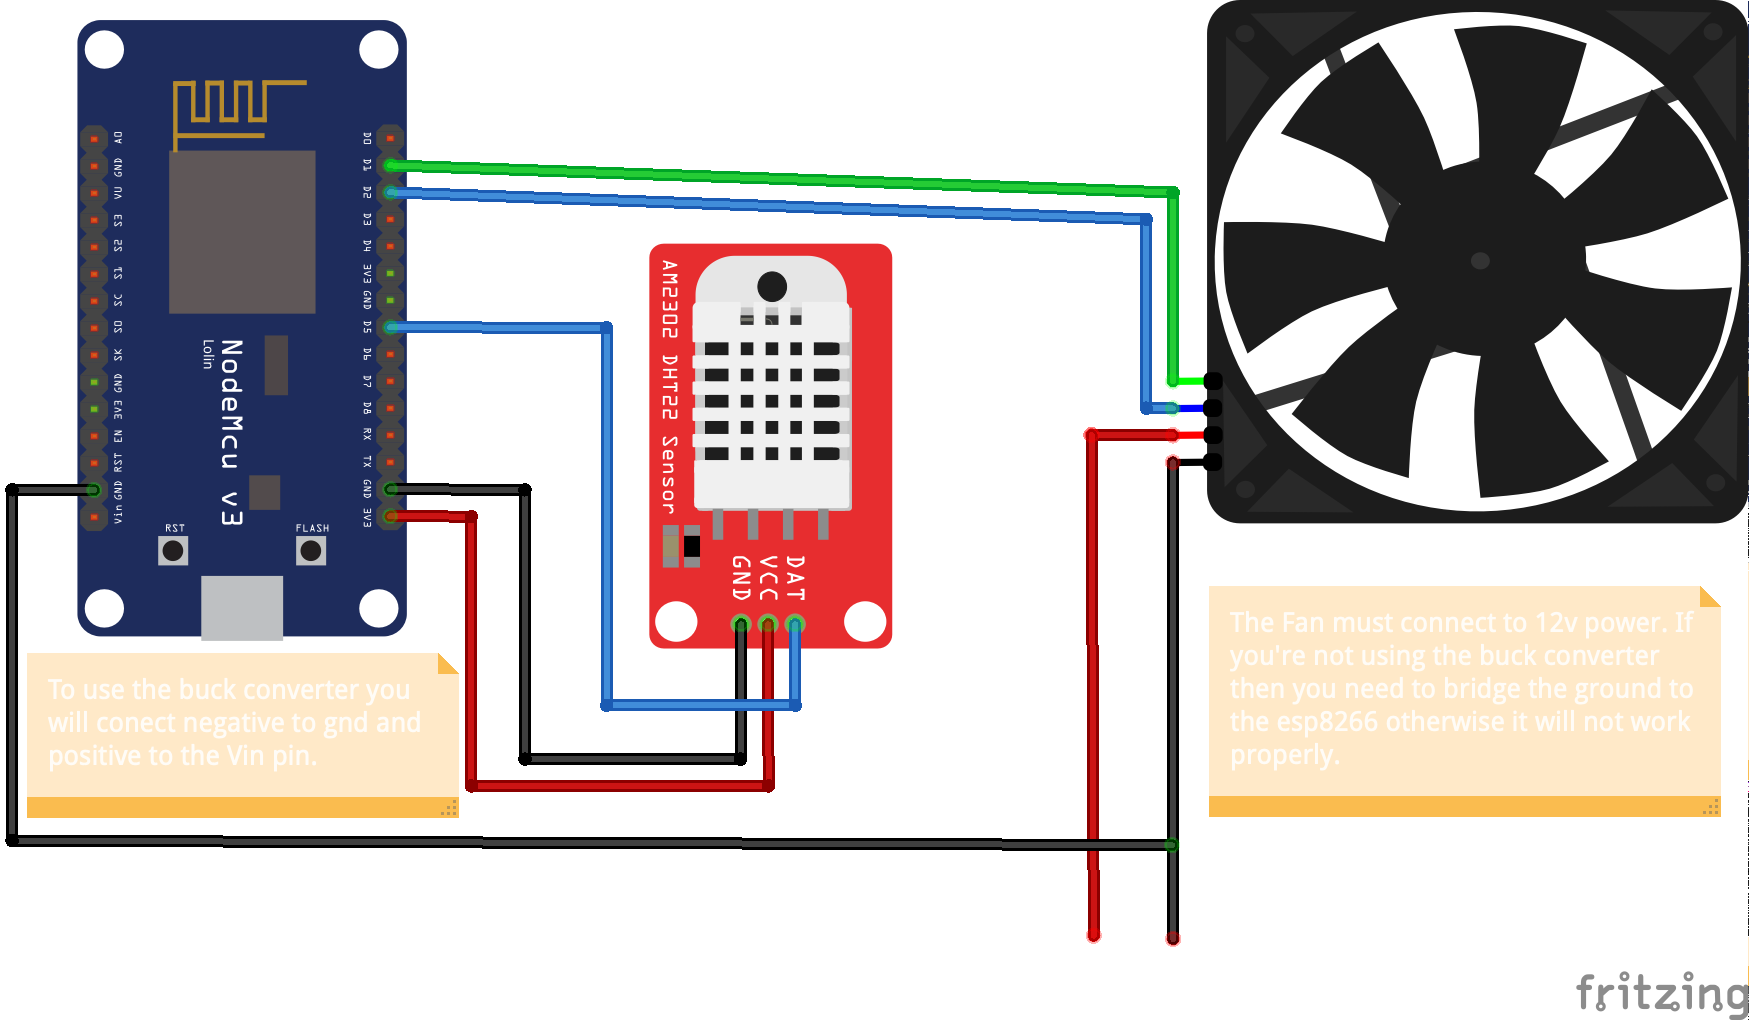 A0
GND
VU
S3
S2
S1
SC
S0
SK
GND
3V3
EN
RST
GND
Vin
D0
D1
D2
D3
D4
3V3
GND
D5
D6
D7
D8
RX
TX
GND
3V3
NodeMcu v3
Lolin
RST
FLASH
AM2302 DHT22 Sensor
GND
VCC
DAT
To use the buck converter you
will conect negative to gnd and
positive to the Vin pin.
The Fan must connect to 12v power. If
you're not using the buck converter
then you need to bridge the ground to
the esp8266 otherwise it will not work
properly.
fritzing